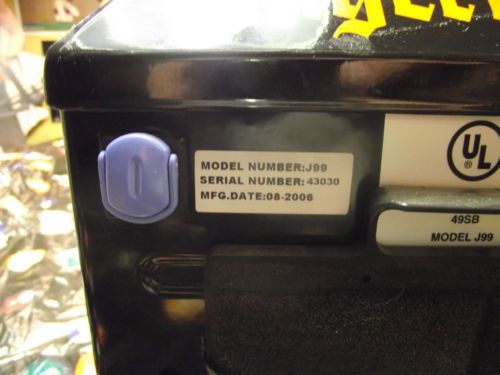 MODEL NUMBER:J99
SERIAL NUMBER: 43030
MFG.DATE:08-2006
UL
49SB
MODEL J99